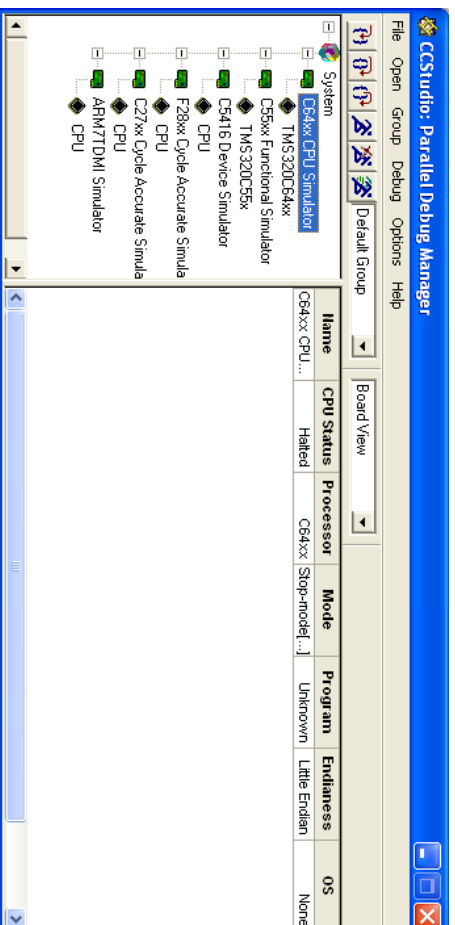 CCStudio: Parallel Debug Manager
File Open Group Debug Options Help
Default Group Board View
System
C64xx CPU Simulator
TMS320C64xx
C55xx Functional Simulator
TMS320C55x
C5416 Device Simulator
CPU
F28xx Cycle Accurate Simula
CPU
C27xx Cycle Accurate Simula
CPU
ARM7TDMI Simulator
CPU
Name CPU Status Processor Mode Program Endianess OS
C64xx CPU... Halted C64xx Stop-mode[...] Unknown Little Endian None